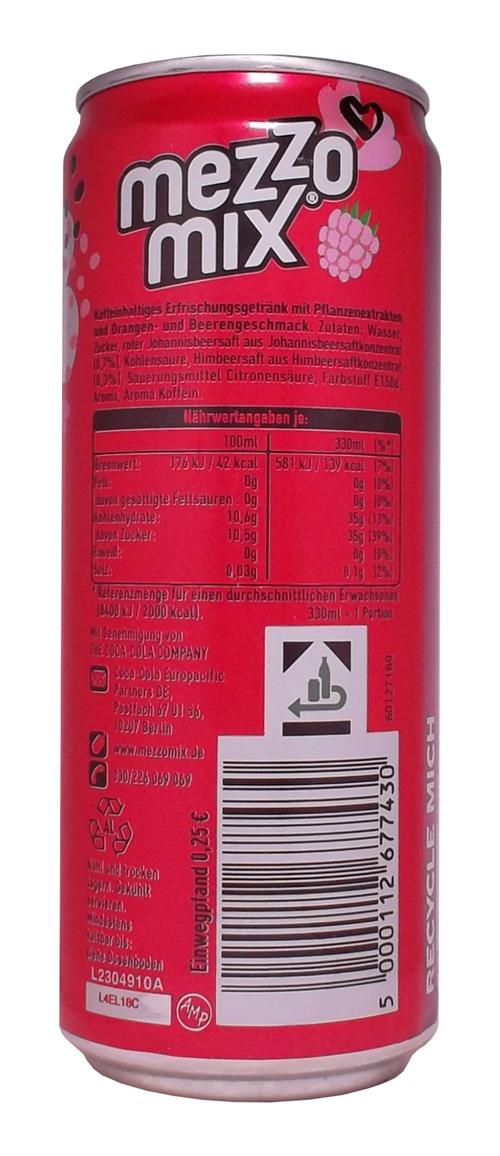 mezzo
mix®
Koffeinhaltiges Erfrischungsgetränk mit Pflanzenextrakten
und Orangen- und Beerengeschmack. Zutaten: Wasser,
Zucker, roter Johannisbeersaft aus Johannisbeersaftkonzentrat
(0,7%), Kohlensäure, Himbeersaft aus Himbeersaftkonzentrat
(0,3%), Säuerungsmittel Citronensäure, Farbstoff E150d,
Aroma, Aroma Koffein.
Nährwertangaben je:
100ml 330ml (%*)
Brennwert: 176 kJ / 42 kcal 581 kJ / 139 kcal (7%)
Fett: 0g 0g (0%)
davon gesättigte Fettsäuren: 0g 0g (0%)
Kohlenhydrate: 10,6g 35g (13%)
davon Zucker: 10,5g 35g (39%)
Eiweiß: 0g 0g (0%)
Salz: 0,03g 0,1g (2%)
*Referenzmenge für einen durchschnittlichen Erwachsenen
(8400 kJ / 2000 kcal). 330ml = 1 Portion
Mit Genehmigung von
THE COCA-COLA COMPANY
Coca-Cola Europacific
Partners DE,
Postfach 67 01 56,
10207 Berlin
www.mezzomix.de
030/226 069 069
AL
Kühl und trocken
lagern. Gekühlt
servieren.
Mindestens
haltbar bis:
siehe Dosenboden
L2304910A
L4EL18C
AMP
Einwegpfand 0,25 €
60127169
5 000112 677430
RECYCLE MICH